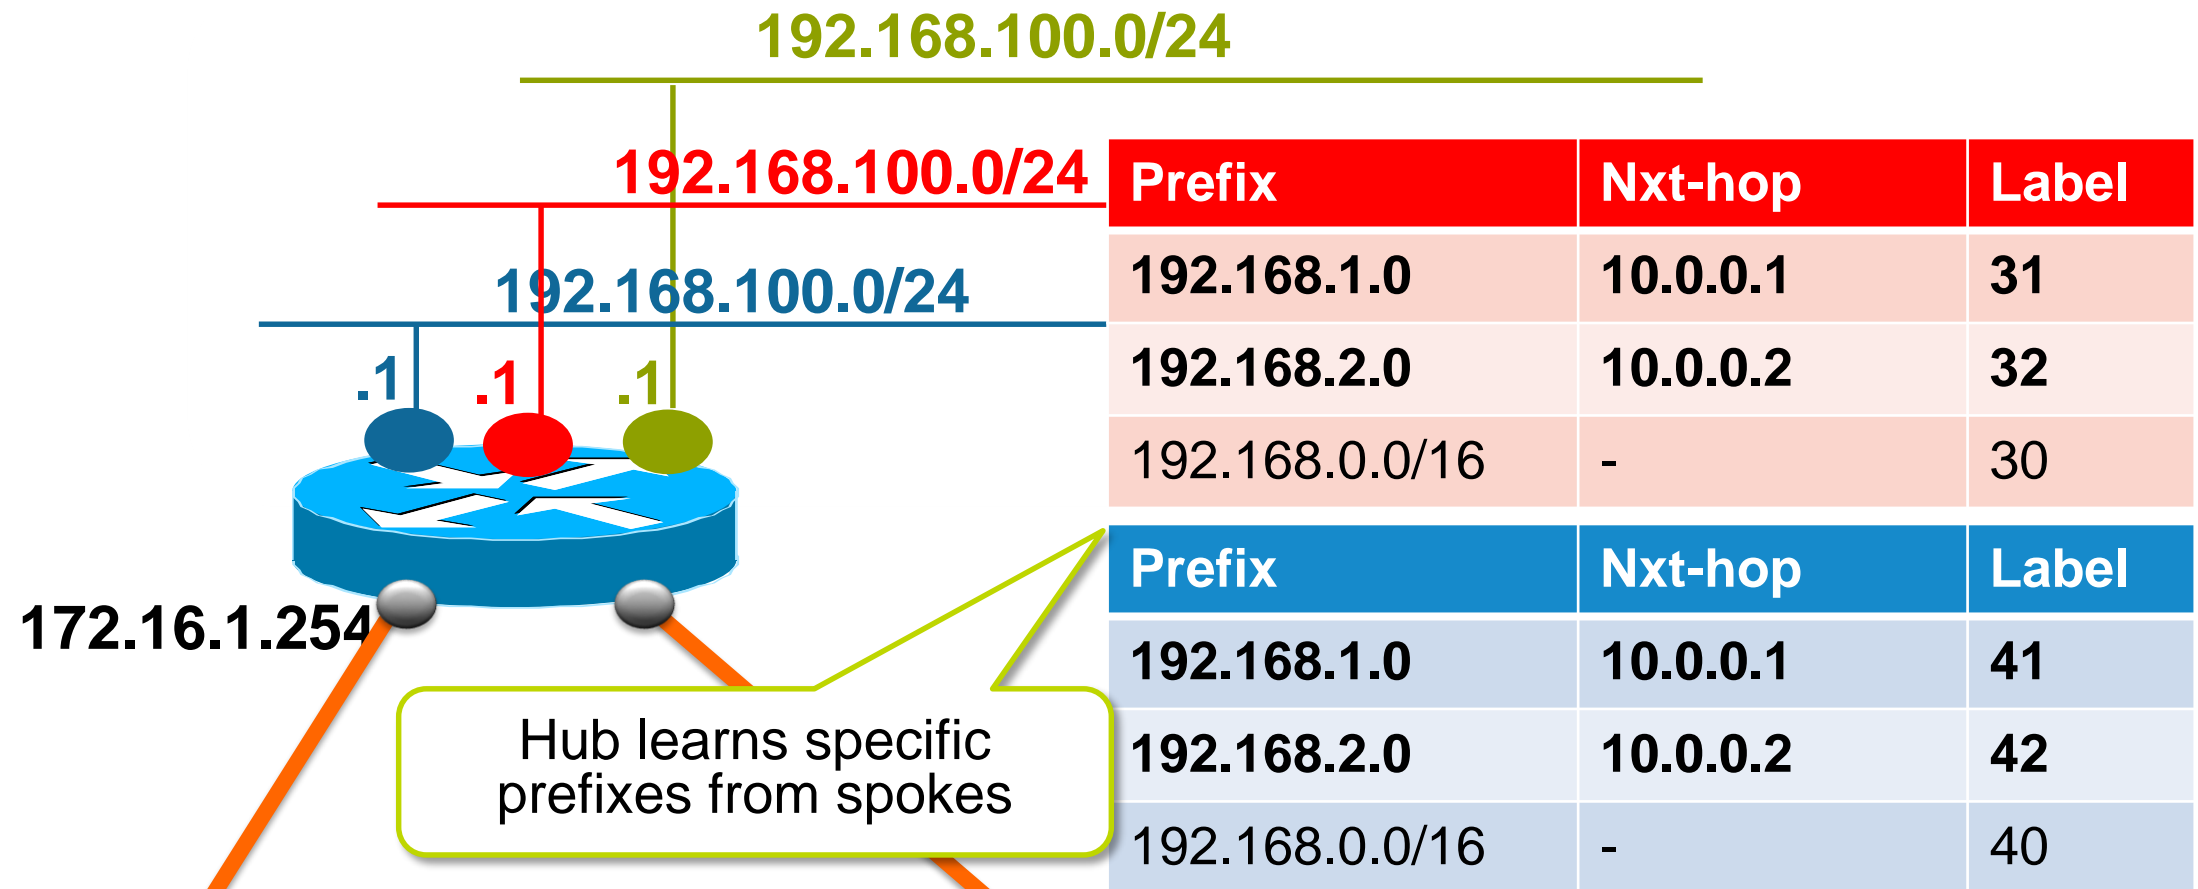 192.168.100.0/24
192.168.100.0/24
192.168.100.0/24
.1 .1 .1
172.16.1.254
Hub learns specific
prefixes from spokes
Prefix Nxt-hop Label
192.168.1.0 10.0.0.1 31
192.168.2.0 10.0.0.2 32
192.168.0.0/16 - 30
Prefix Nxt-hop Label
192.168.1.0 10.0.0.1 41
192.168.2.0 10.0.0.2 42
192.168.0.0/16 - 40